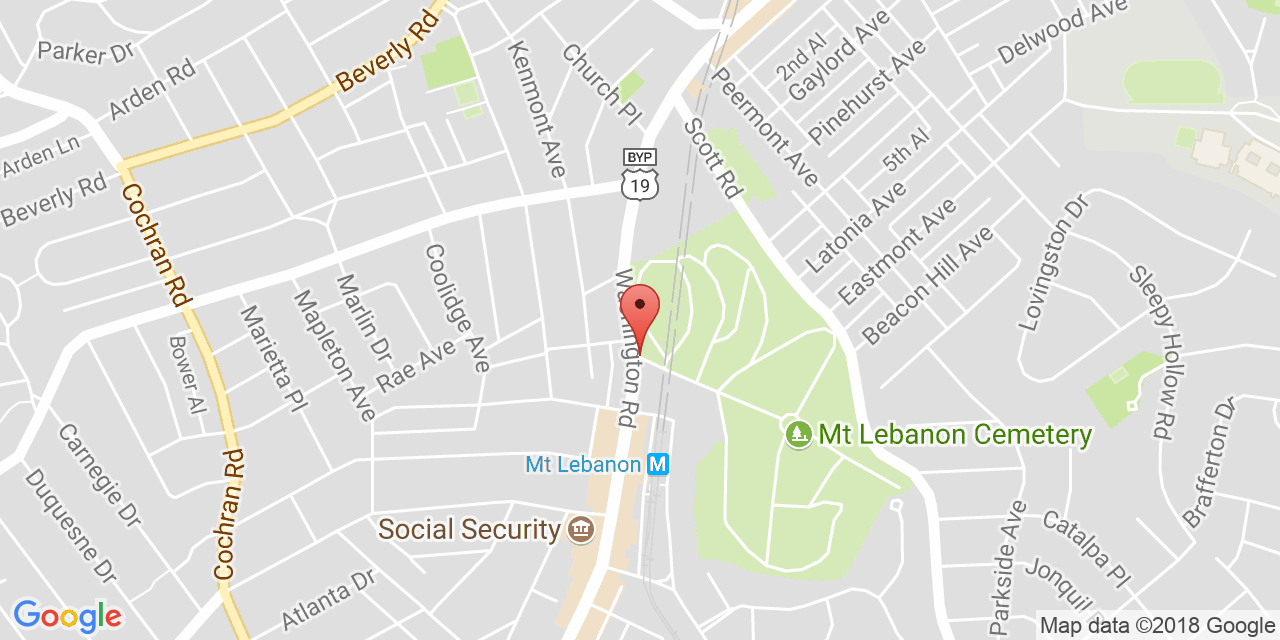 Parker Dr
Beverly Rd
Arden Rd
Kenmont Ave
Church Pl
2nd Al
Gaylord Ave
Delwood Ave
Pinehurst Ave
Peermont Ave
Scott Rd
5th Al
Arden Ln
Beverly Rd
BYP
19
Cochran Rd
Latonia Ave
Eastmont Ave
Beacon Hill Ave
Lovingston Dr
Sleepy Hollow Rd
Coolidge Ave
Marlin Dr
Mapleton Ave
Marietta Pl
Bower Al
Rae Ave
Mt Lebanon Cemetery
Brafferton Dr
Mt Lebanon M
Social Security
Carnegie Dr
Duquesne Dr
Cochran Rd
Atlanta Dr
Parkside Ave
Catalpa Pl
Jonquil
Google
Map data ©2018 Google